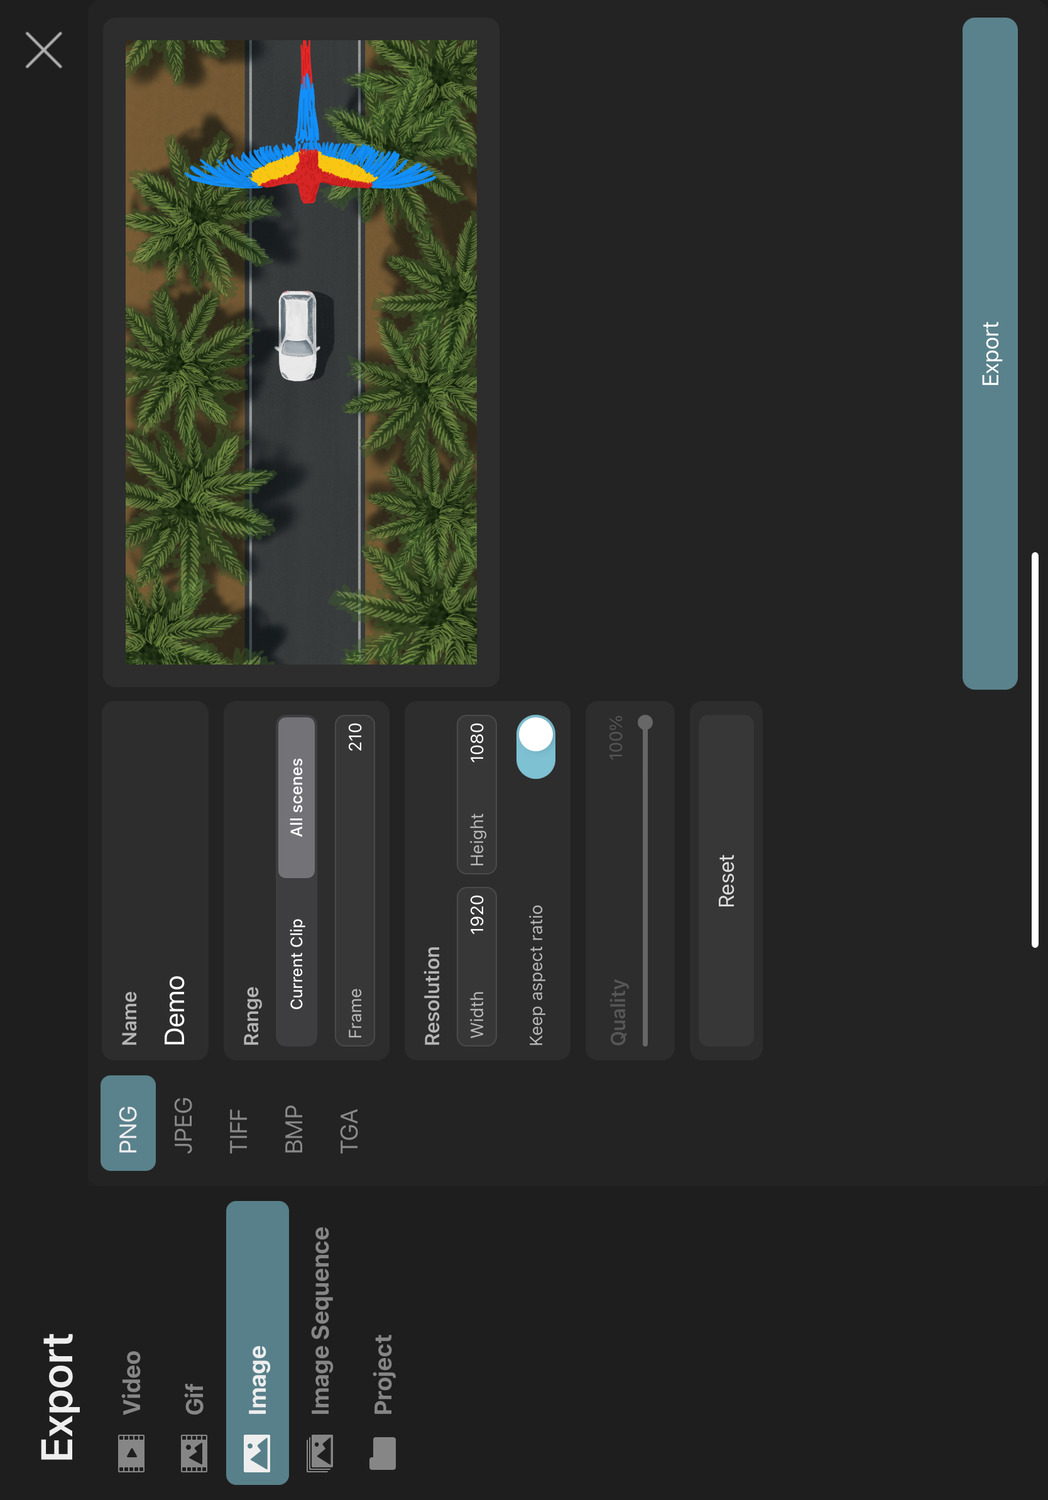 Export
Video
Gif
Image
Image Sequence
Project
PNG
JPEG
TIFF
BMP
TGA
Name
Demo
Range
Current Clip All scenes
Frame 210
Resolution
Width 1920 Height 1080
Keep aspect ratio
Quality 100%
Reset
Export